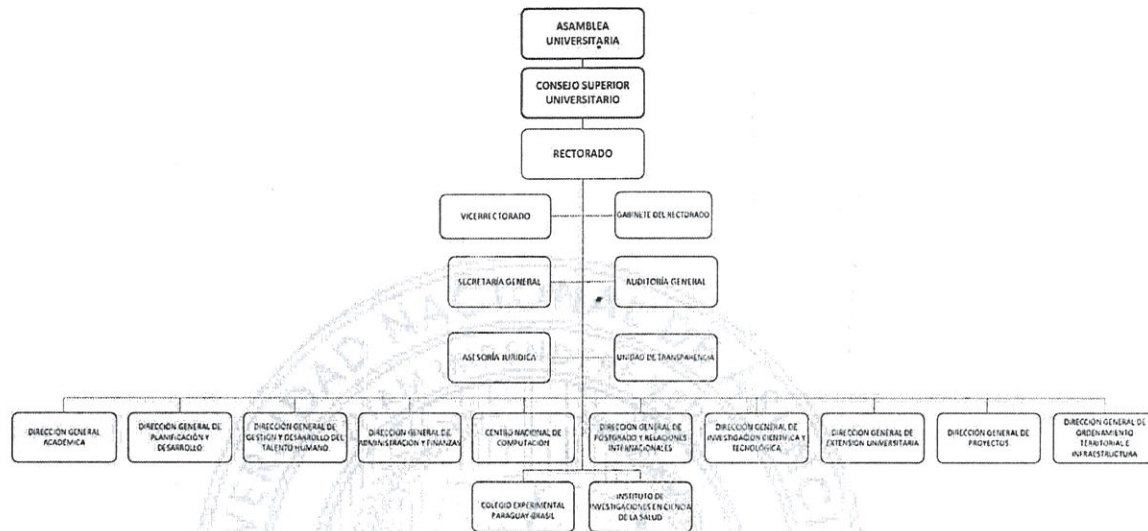 ASAMBLEA
UNIVERSITARIA
CONSEJO SUPERIOR
UNIVERSITARIO
RECTORADO
VICERRECTORADO
GABINETE DEL RECTORADO
SECRETARÍA GENERAL
AUDITORÍA GENERAL
ASESORÍA JURIDICA
UNIDAD DE TRANSPARENCIA
DIRECCIÓN GENERAL
ACADÉMICA
DIRECCIÓN GENERAL DE
PLANIFICACIÓN Y
DESARROLLO
DIRECCIÓN GENERAL DE
GESTIÓN Y DESARROLLO DEL
TALENTO HUMANO
DIRECCIÓN GENERAL DE
ADMINISTRACIÓN Y FINANZAS
CENTRO NACIONAL DE
COMPUTACIÓN
DIRECCIÓN GENERAL DE
POSTGRADO Y RELACIONES
INTERNACIONALES
DIRECCIÓN GENERAL DE
INVESTIGACIÓN CIENTÍFICA Y
TECNOLÓGICA
DIRECCIÓN GENERAL DE
EXTENSIÓN UNIVERSITARIA
DIRECCIÓN GENERAL DE
PROYECTOS
DIRECCIÓN GENERAL DE
ORDENAMIENTO
TERRITORIAL E
INFRAESTRUCTURA
COLEGIO EXPERIMENTAL
PARAGUAY-BRASIL
INSTITUTO DE
INVESTIGACIONES EN CIENCIA
DE LA SALUD